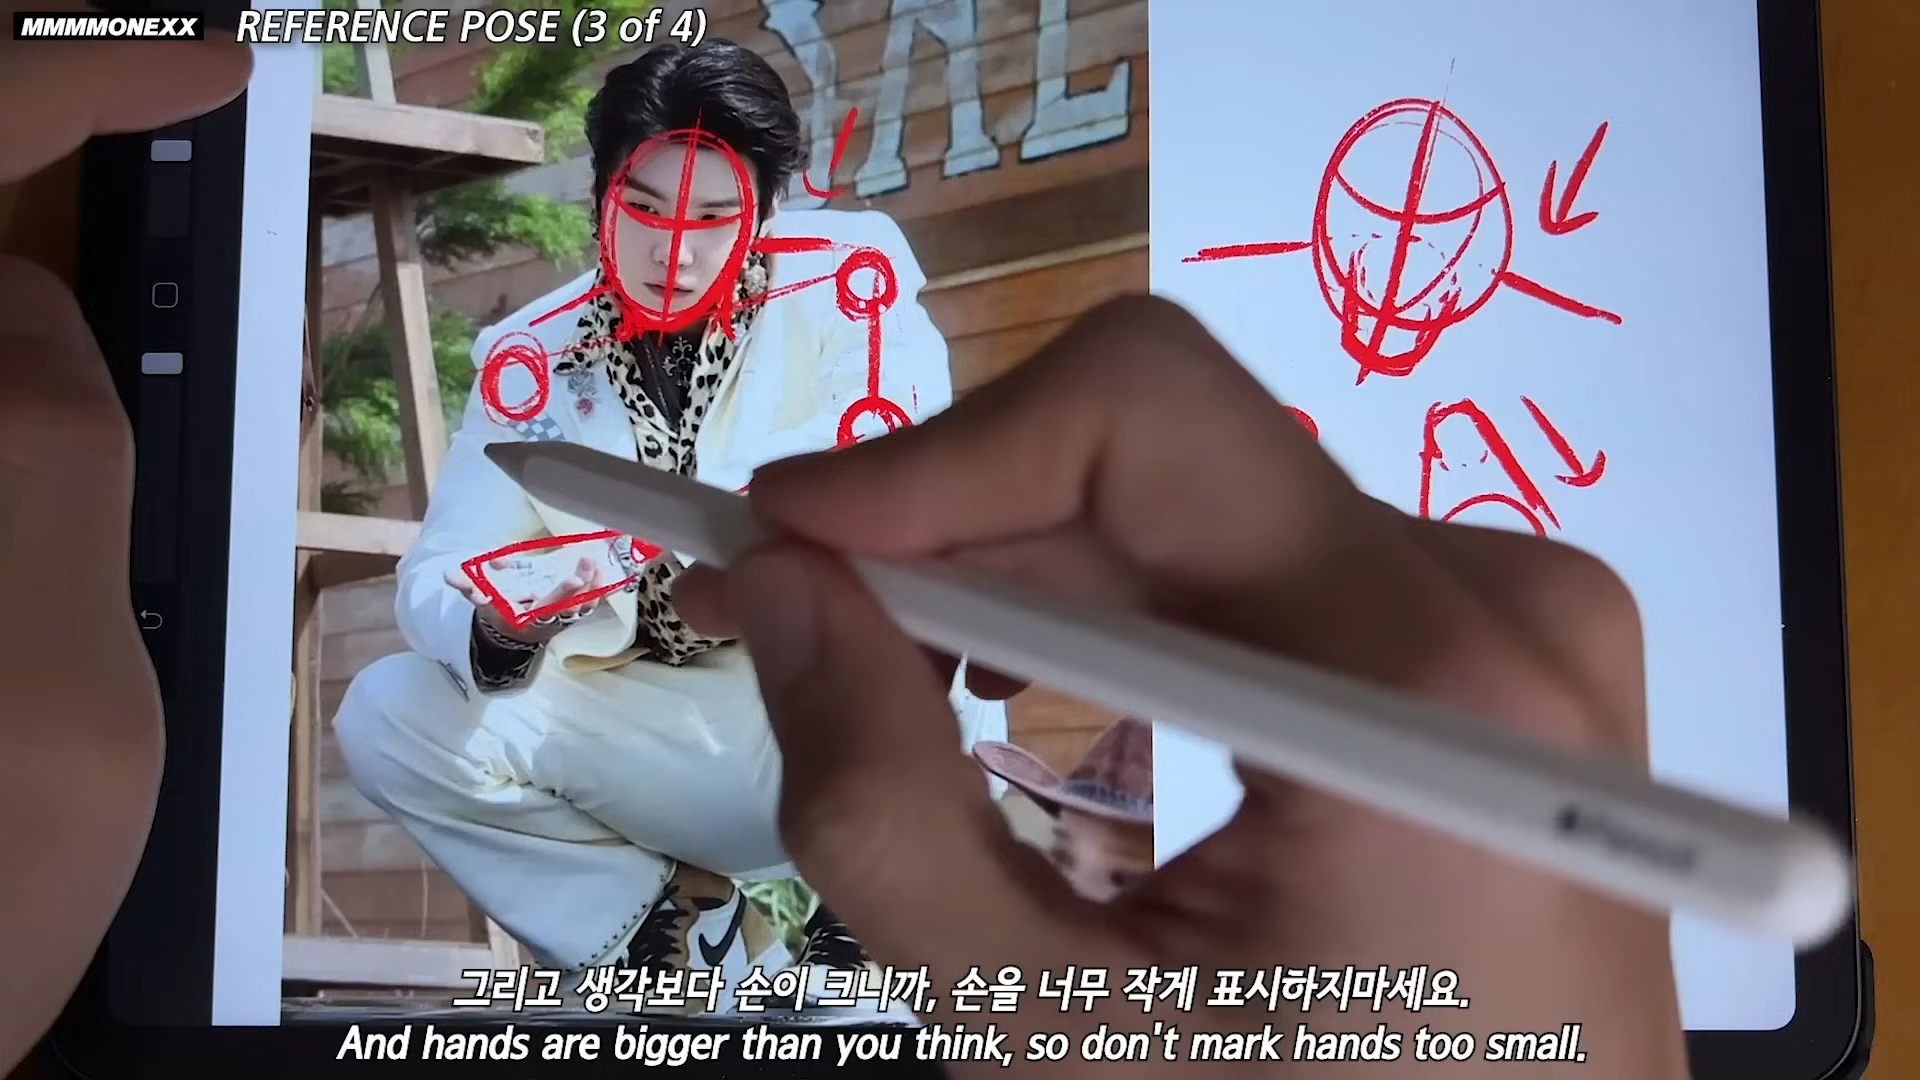 MMMMONEXX
REFERENCE POSE (3 of 4)
그리고 생각보다 손이 크니까, 손을 너무 작게 표시하지마세요.
And hands are bigger than you think, so don't mark hands too small.